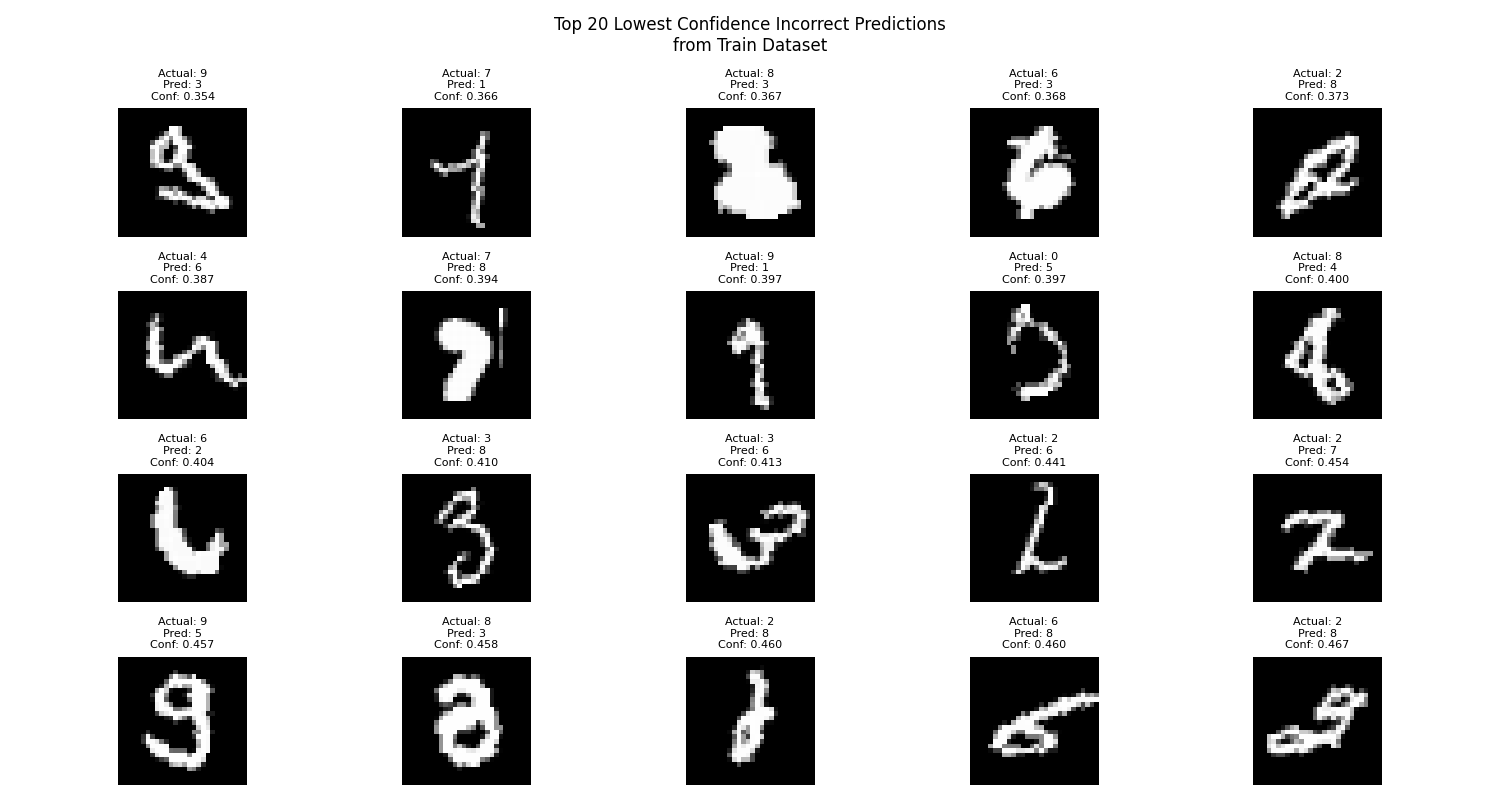 Top 20 Lowest Confidence Incorrect Predictions
from Train Dataset
Actual: 9
Pred: 3
Conf: 0.354
Actual: 7
Pred: 1
Conf: 0.366
Actual: 8
Pred: 3
Conf: 0.367
Actual: 6
Pred: 3
Conf: 0.368
Actual: 2
Pred: 8
Conf: 0.373
Actual: 4
Pred: 6
Conf: 0.387
Actual: 7
Pred: 8
Conf: 0.394
Actual: 9
Pred: 1
Conf: 0.397
Actual: 0
Pred: 5
Conf: 0.397
Actual: 8
Pred: 4
Conf: 0.400
Actual: 6
Pred: 2
Conf: 0.404
Actual: 3
Pred: 8
Conf: 0.410
Actual: 3
Pred: 6
Conf: 0.413
Actual: 2
Pred: 6
Conf: 0.441
Actual: 2
Pred: 7
Conf: 0.454
Actual: 9
Pred: 5
Conf: 0.457
Actual: 8
Pred: 3
Conf: 0.458
Actual: 2
Pred: 8
Conf: 0.460
Actual: 6
Pred: 8
Conf: 0.460
Actual: 2
Pred: 8
Conf: 0.467